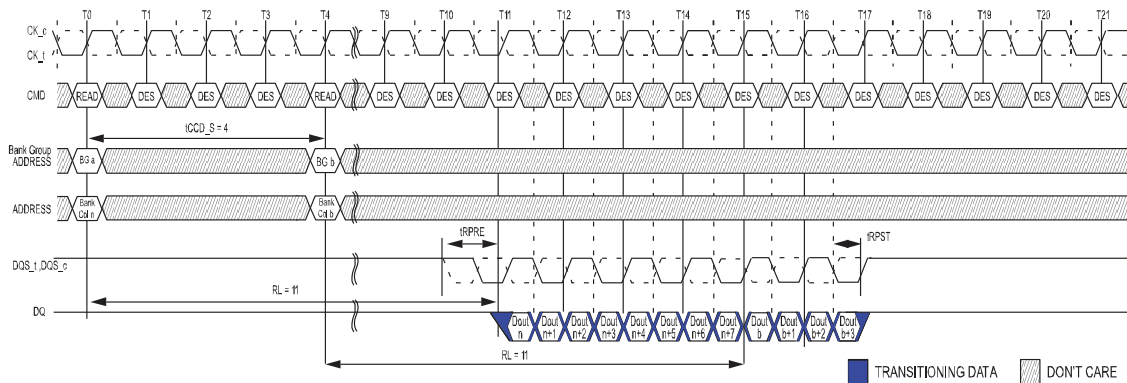 T0 T1 T2 T3 T4 T9 T10 T11 T12 T13 T14 T15 T16 T17 T18 T19 T20 T21
CK_c
CK_t
CMD READ DES DES DES READ DES DES DES DES DES DES DES DES DES DES DES DES DES
tCCD_S = 4
Bank Group
ADDRESS BG a BG b
ADDRESS Bank Col n Bank Col b
tRPRE tRPST
DQS_t ,DQS_c
RL = 11
DQ Dout n Dout n+1 Dout n+2 Dout n+3 Dout n+4 Dout n+5 Dout n+6 Dout n+7 Dout b Dout b+1 Dout b+2 Dout b+3
RL = 11
TRANSITIONING DATA DON'T CARE